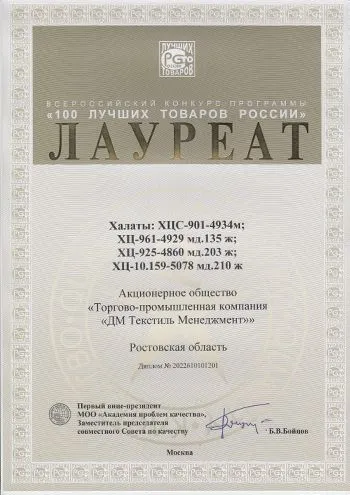 ЛУЧШИХ
ТОВАРОВ
ВСЕРОССИЙСКИЙ КОНКУРС ПРОГРАММЫ
«100 ЛУЧШИХ ТОВАРОВ РОССИИ»
ЛАУРЕАТ
Халаты: ХЦС-901-4934м;
ХЦ-961-4929 мд.135 ж;
ХЦ-925-4860 мд.203 ж;
ХЦ-10.159-5078 мд.210 ж
Акционерное общество
«Торгово-промышленная компания
«ДМ Текстиль Менеджмент»»
Ростовская область
Диплом № 2022610101201
Первый вице-президент
МОО «Академия проблем качества»,
Заместитель председателя
совместного Совета по качеству
Б.В.Бойцов
Москва